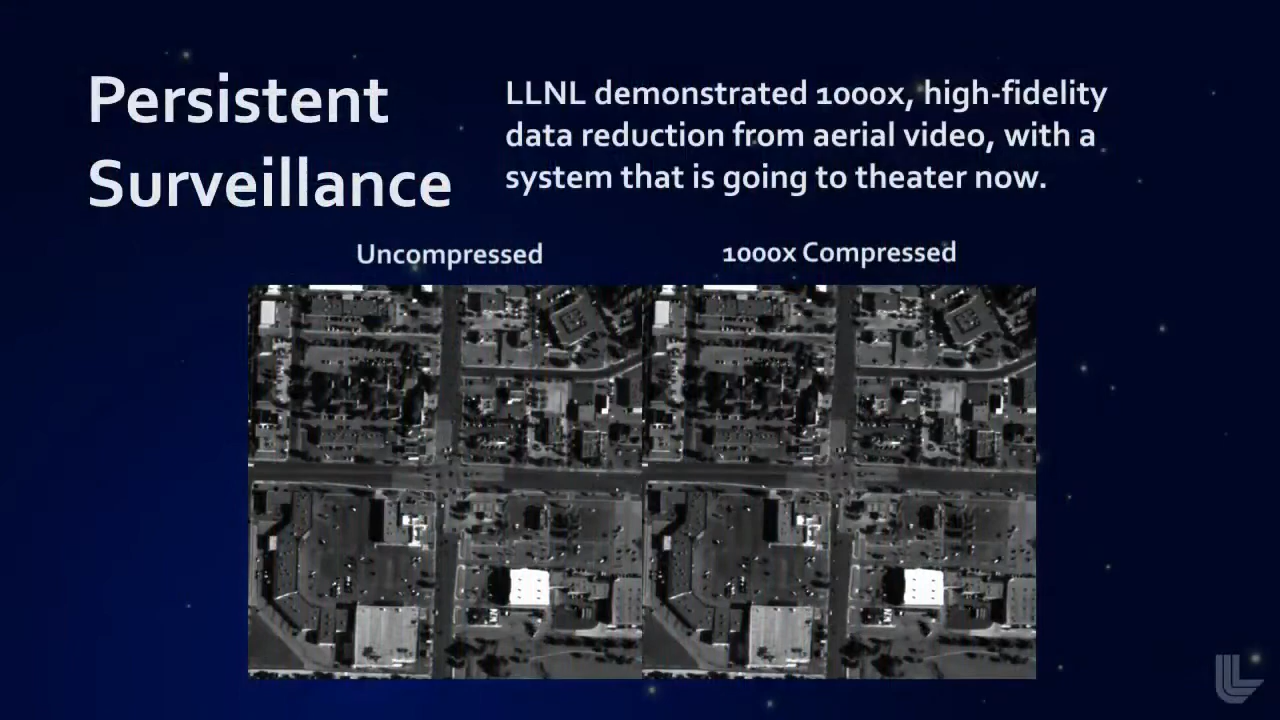 Persistent
Surveillance
LLNL demonstrated 1000x, high-fidelity
data reduction from aerial video, with a
system that is going to theater now.
Uncompressed
1000x Compressed